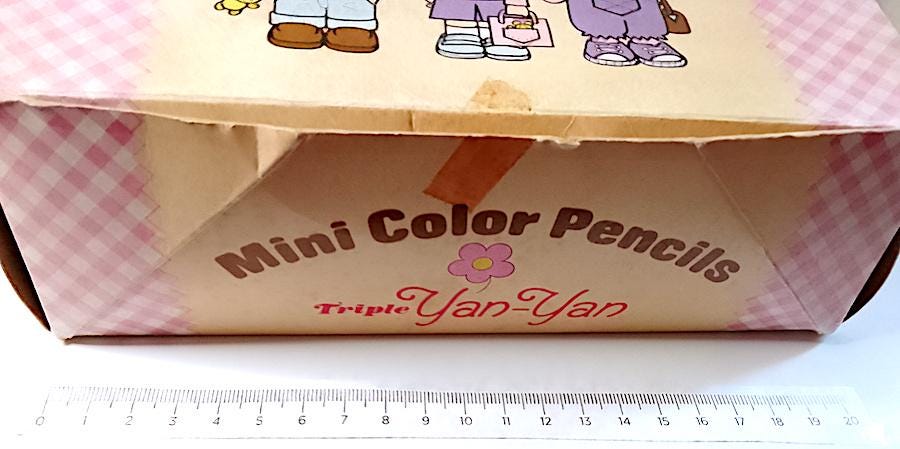 Mini Color Pencils
Triple Yan-Yan
0 1 2 3 4 5 6 7 8 9 10 11 12 13 14 15 16 17 18 19 20